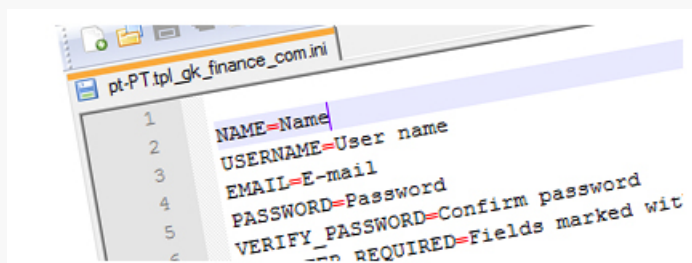 pt-PT.tpl_gk_finance_com.ini
1 NAME=Name
2 USERNAME=User name
3 EMAIL=E-mail
4 PASSWORD=Password
5 VERIFY_PASSWORD=Confirm password
6 REQUIRED=Fields marked